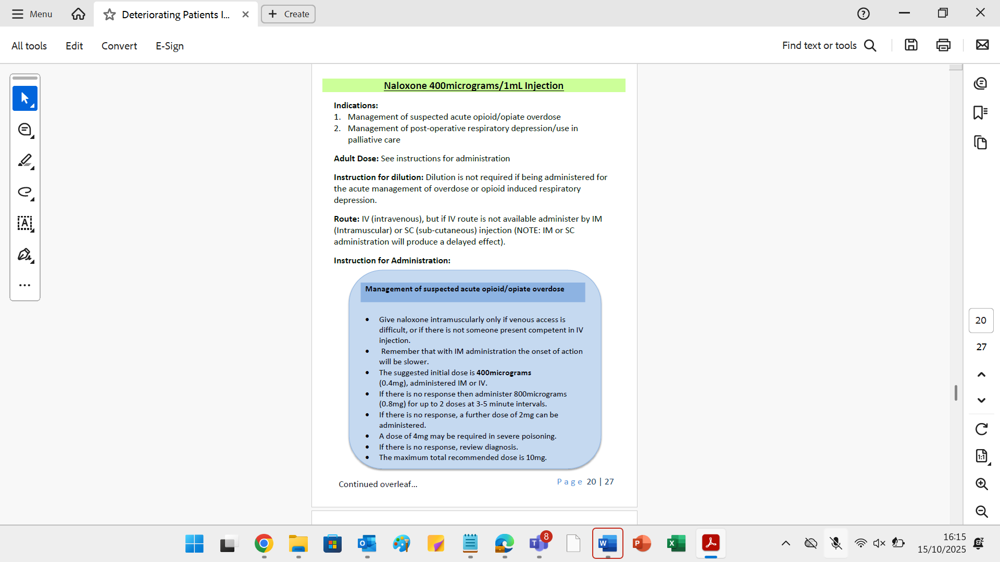 Menu
Deteriorating Patients I...
Create
All tools
Edit
Convert
E-Sign
Find text or tools
Naloxone 400micrograms/1mL Injection
Indications:
1. Management of suspected acute opioid/opiate overdose
2. Management of post-operative respiratory depression/use in
palliative care
Adult Dose: See instructions for administration
Instruction for dilution: Dilution is not required if being administered for
the acute management of overdose or opioid induced respiratory
depression.
Route: IV (intravenous), but if IV route is not available administer by IM
(Intramuscular) or SC (sub-cutaneous) injection (NOTE: IM or SC
administration will produce a delayed effect).
Instruction for Administration:
Management of suspected acute opioid/opiate overdose
• Give naloxone intramuscularly only if venous access is
difficult, or if there is not someone present competent in IV
injection.
• Remember that with IM administration the onset of action
will be slower.
• The suggested initial dose is 400micrograms
(0.4mg), administered IM or IV.
• If there is no response then administer 800micrograms
(0.8mg) for up to 2 doses at 3-5 minute intervals.
• If there is no response, a further dose of 2mg can be
administered.
• A dose of 4mg may be required in severe poisoning.
• If there is no response, review diagnosis.
• The maximum total recommended dose is 10mg.
Continued overleaf...
Page 20 | 27
20
27
1:1
8
16:15
15/10/2025